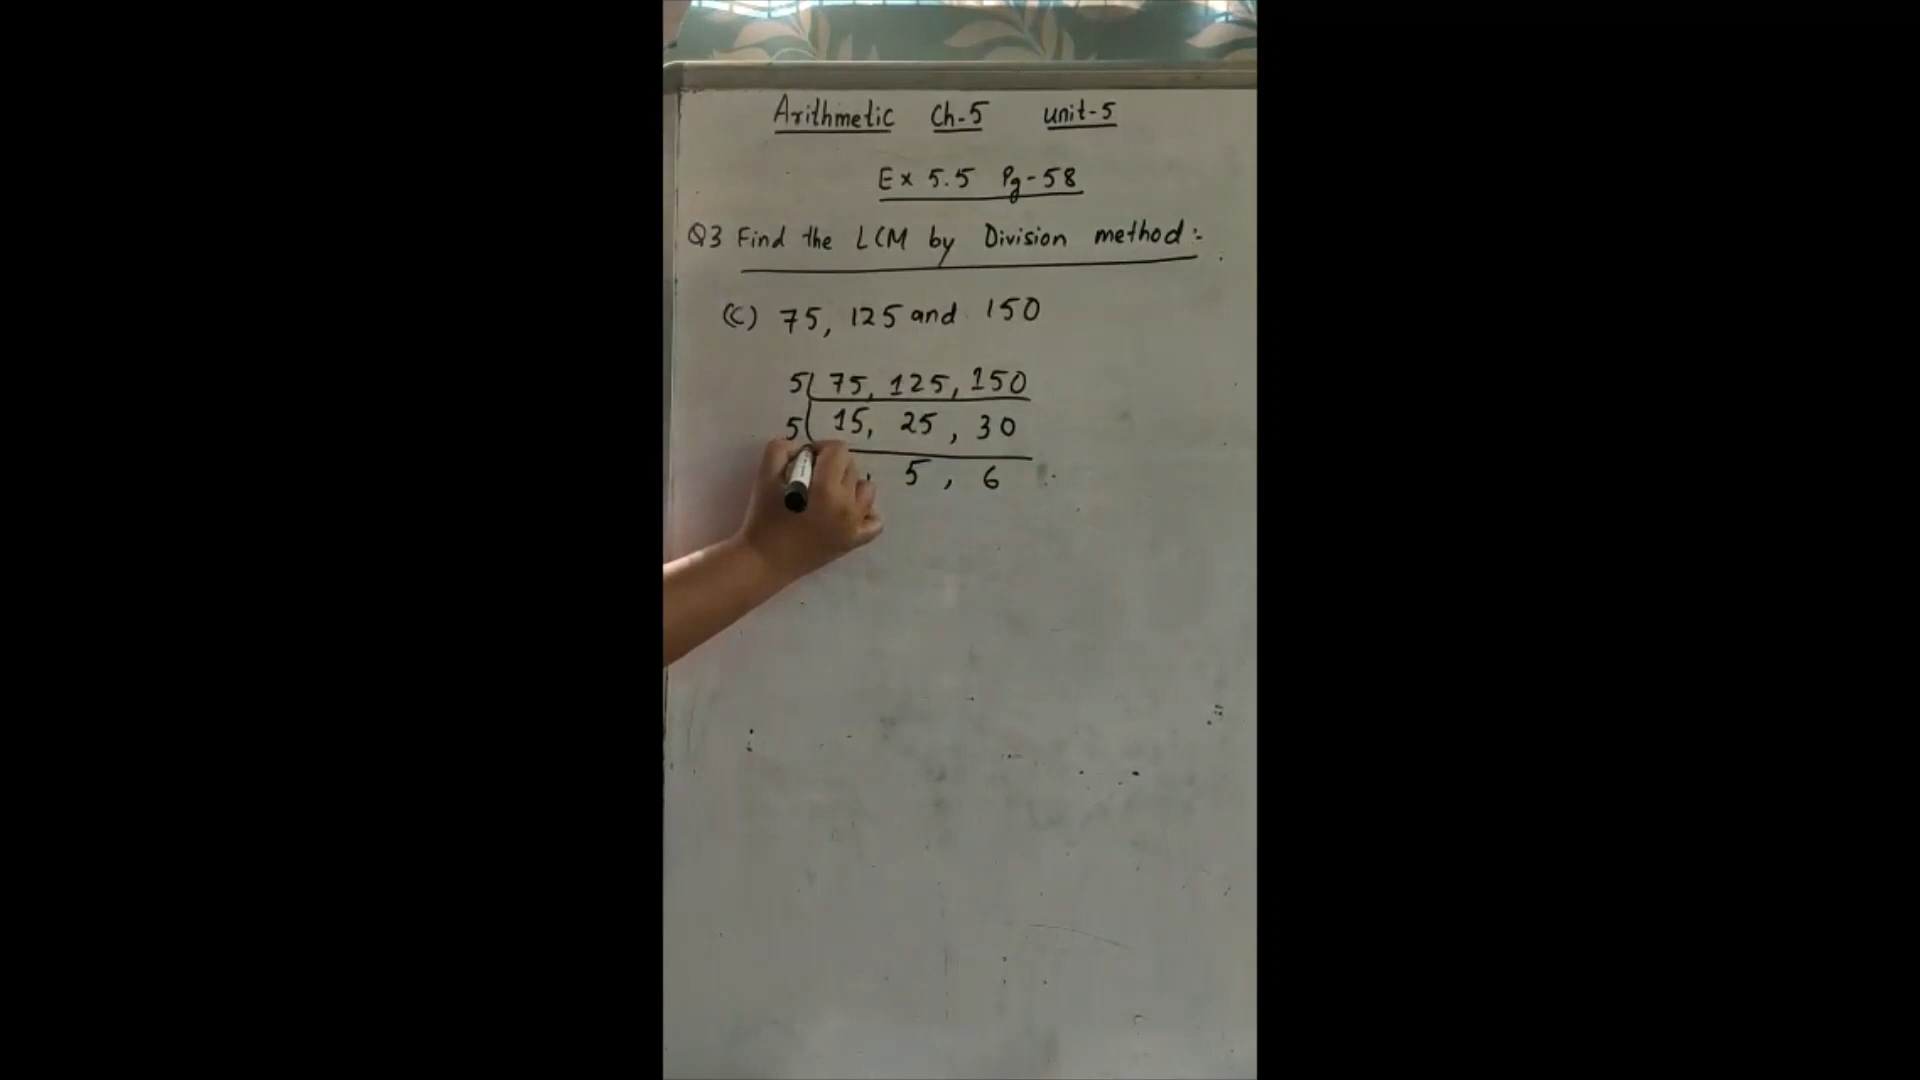 Arithmetic Ch-5 unit-5
Ex 5.5 Pg-58
Q3 Find the LCM by Division method:-
(C) 75, 125 and 150
5 75, 125, 150
5 15, 25, 30
, 5, 6